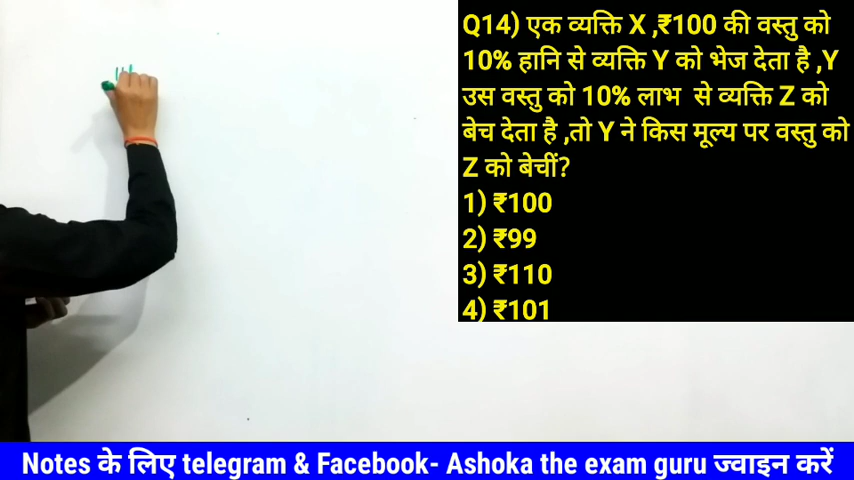 Q14) एक व्यक्ति X ,₹100 की वस्तु को
10% हानि से व्यक्ति Y को भेज देता है ,Y
उस वस्तु को 10% लाभ से व्यक्ति Z को
बेच देता है ,तो Y ने किस मूल्य पर वस्तु को
Z को बेचीं?
1) ₹100
2) ₹99
3) ₹110
4) ₹101
Notes के लिए telegram & Facebook- Ashoka the exam guru ज्वाइन करें